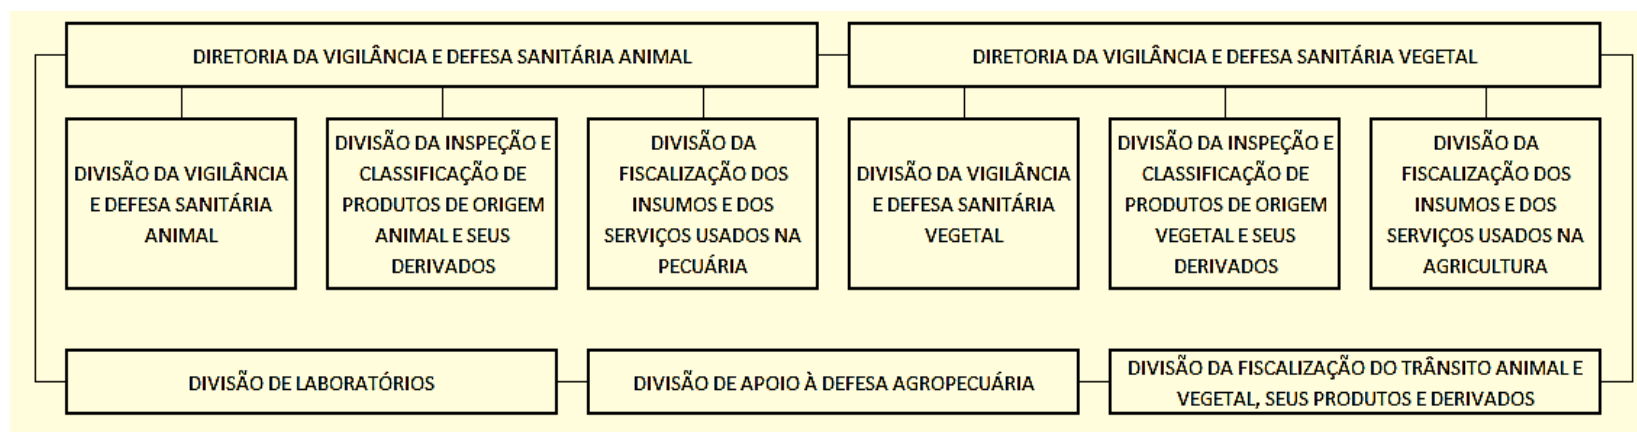 DIRETORIA DA VIGILÂNCIA E DEFESA SANITÁRIA ANIMAL
DIRETORIA DA VIGILÂNCIA E DEFESA SANITÁRIA VEGETAL
DIVISÃO DA VIGILÂNCIA
E DEFESA SANITÁRIA
ANIMAL
DIVISÃO DA INSPEÇÃO E
CLASSIFICAÇÃO DE
PRODUTOS DE ORIGEM
ANIMAL E SEUS
DERIVADOS
DIVISÃO DA
FISCALIZAÇÃO DOS
INSUMOS E DOS
SERVIÇOS USADOS NA
PECUÁRIA
DIVISÃO DA VIGILÂNCIA
E DEFESA SANITÁRIA
VEGETAL
DIVISÃO DA INSPEÇÃO E
CLASSIFICAÇÃO DE
PRODUTOS DE ORIGEM
VEGETAL E SEUS
DERIVADOS
DIVISÃO DA
FISCALIZAÇÃO DOS
INSUMOS E DOS
SERVIÇOS USADOS NA
AGRICULTURA
DIVISÃO DE LABORATÓRIOS
DIVISÃO DE APOIO À DEFESA AGROPECUÁRIA
DIVISÃO DA FISCALIZAÇÃO DO TRÂNSITO ANIMAL E
VEGETAL, SEUS PRODUTOS E DERIVADOS